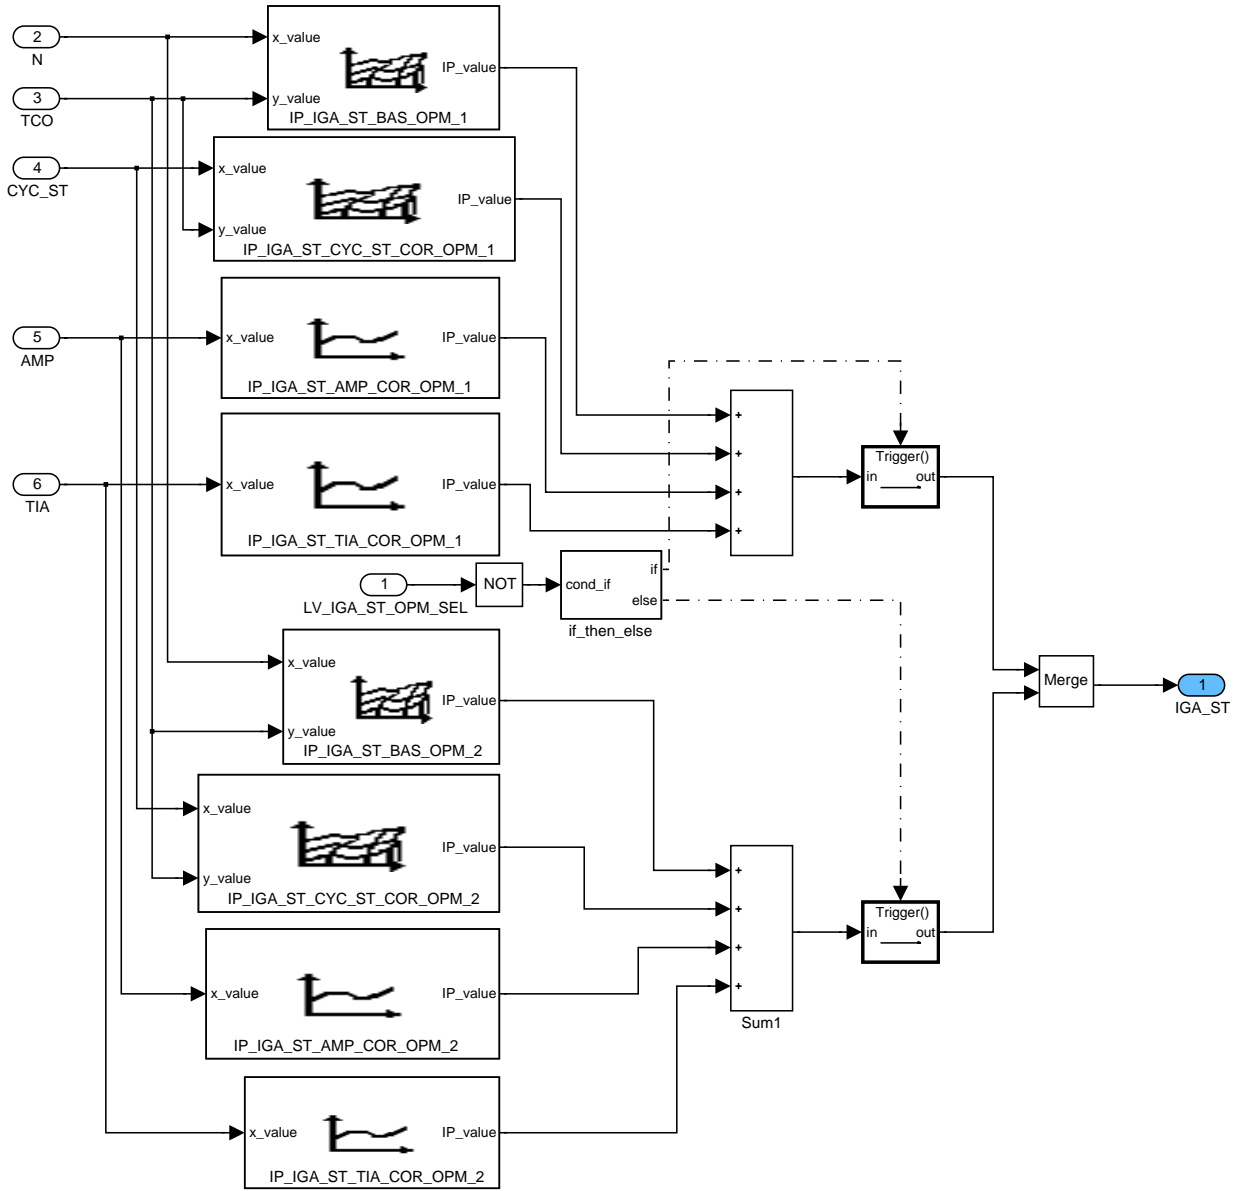 2
N
x_value
y_value
IP_value
IP_IGA_ST_BAS_OPM_1
3
TCO
4
CYC_ST
x_value
y_value
IP_value
IP_IGA_ST_CYC_ST_COR_OPM_1
5
AMP
x_value
IP_value
IP_IGA_ST_AMP_COR_OPM_1
6
TIA
x_value
IP_value
IP_IGA_ST_TIA_COR_OPM_1
+
+
+
+
Trigger()
in
out
1
LV_IGA_ST_OPM_SEL
NOT
cond_if
if
else
if_then_else
x_value
y_value
IP_value
IP_IGA_ST_BAS_OPM_2
Merge
1
IGA_ST
x_value
y_value
IP_value
IP_IGA_ST_CYC_ST_COR_OPM_2
+
+
+
+
Sum1
Trigger()
in
out
x_value
IP_value
IP_IGA_ST_AMP_COR_OPM_2
x_value
IP_value
IP_IGA_ST_TIA_COR_OPM_2